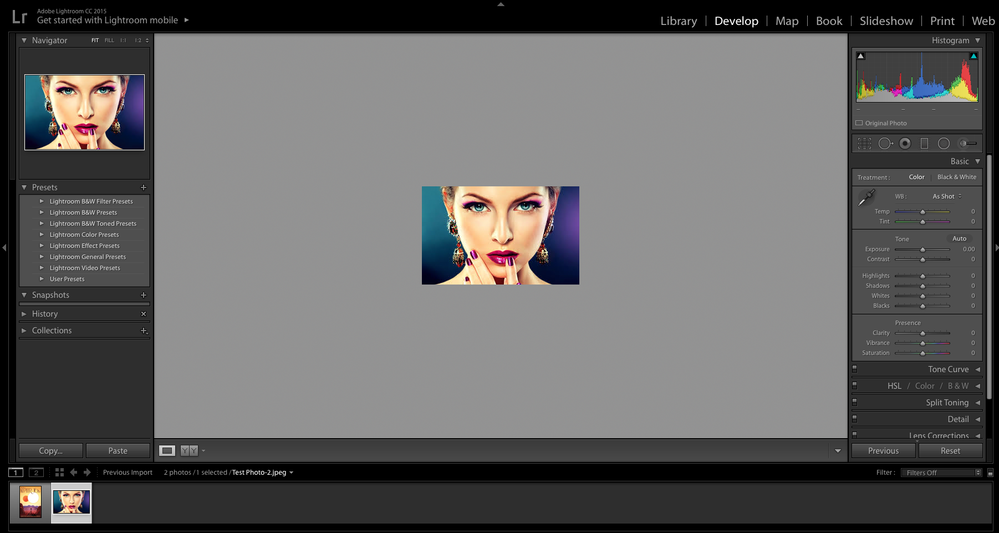 Lr
Adobe Lightroom CC 2015
Get started with Lightroom mobile
Library | Develop | Map | Book | Slideshow | Print | Web
Navigator FIT FILL 1:1 1:2
Presets
Lightroom B&W Filter Presets
Lightroom B&W Presets
Lightroom B&W Toned Presets
Lightroom Color Presets
Lightroom Effect Presets
Lightroom General Presets
Lightroom Video Presets
User Presets
Snapshots
History
Collections
Copy... Paste
Y Y
Histogram
Original Photo
Basic
Treatment : Color | Black & White
WB : As Shot
Temp 0
Tint 0
Tone Auto
Exposure 0.00
Contrast 0
Highlights 0
Shadows 0
Whites 0
Blacks 0
Presence
Clarity 0
Vibrance 0
Saturation 0
Tone Curve
HSL / Color / B & W
Split Toning
Detail
Lens Corrections
Previous Reset
1 2 Previous Import 2 photos /1 selected /Test Photo-2.jpeg Filter : Filters Off